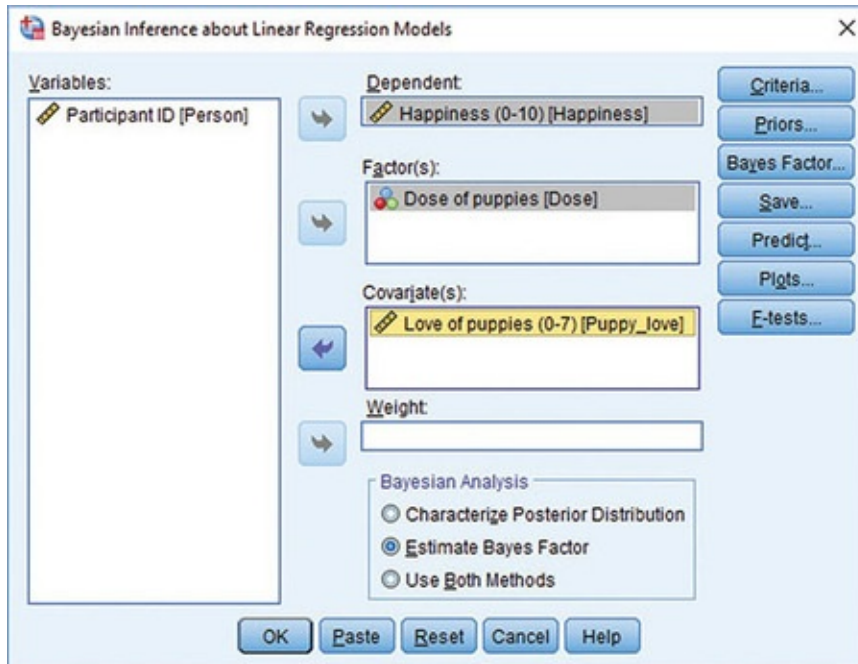 Bayesian Inference about Linear Regression Models
Variables:
Participant ID [Person]
Dependent:
Happiness (0-10) [Happiness]
Factor(s):
Dose of puppies [Dose]
Covariate(s):
Love of puppies (0-7) [Puppy_love]
Weight:
Bayesian Analysis
Characterize Posterior Distribution
Estimate Bayes Factor
Use Both Methods
Criteria...
Priors...
Bayes Factor...
Save...
Predict...
Plots...
F-tests...
OK Paste Reset Cancel Help